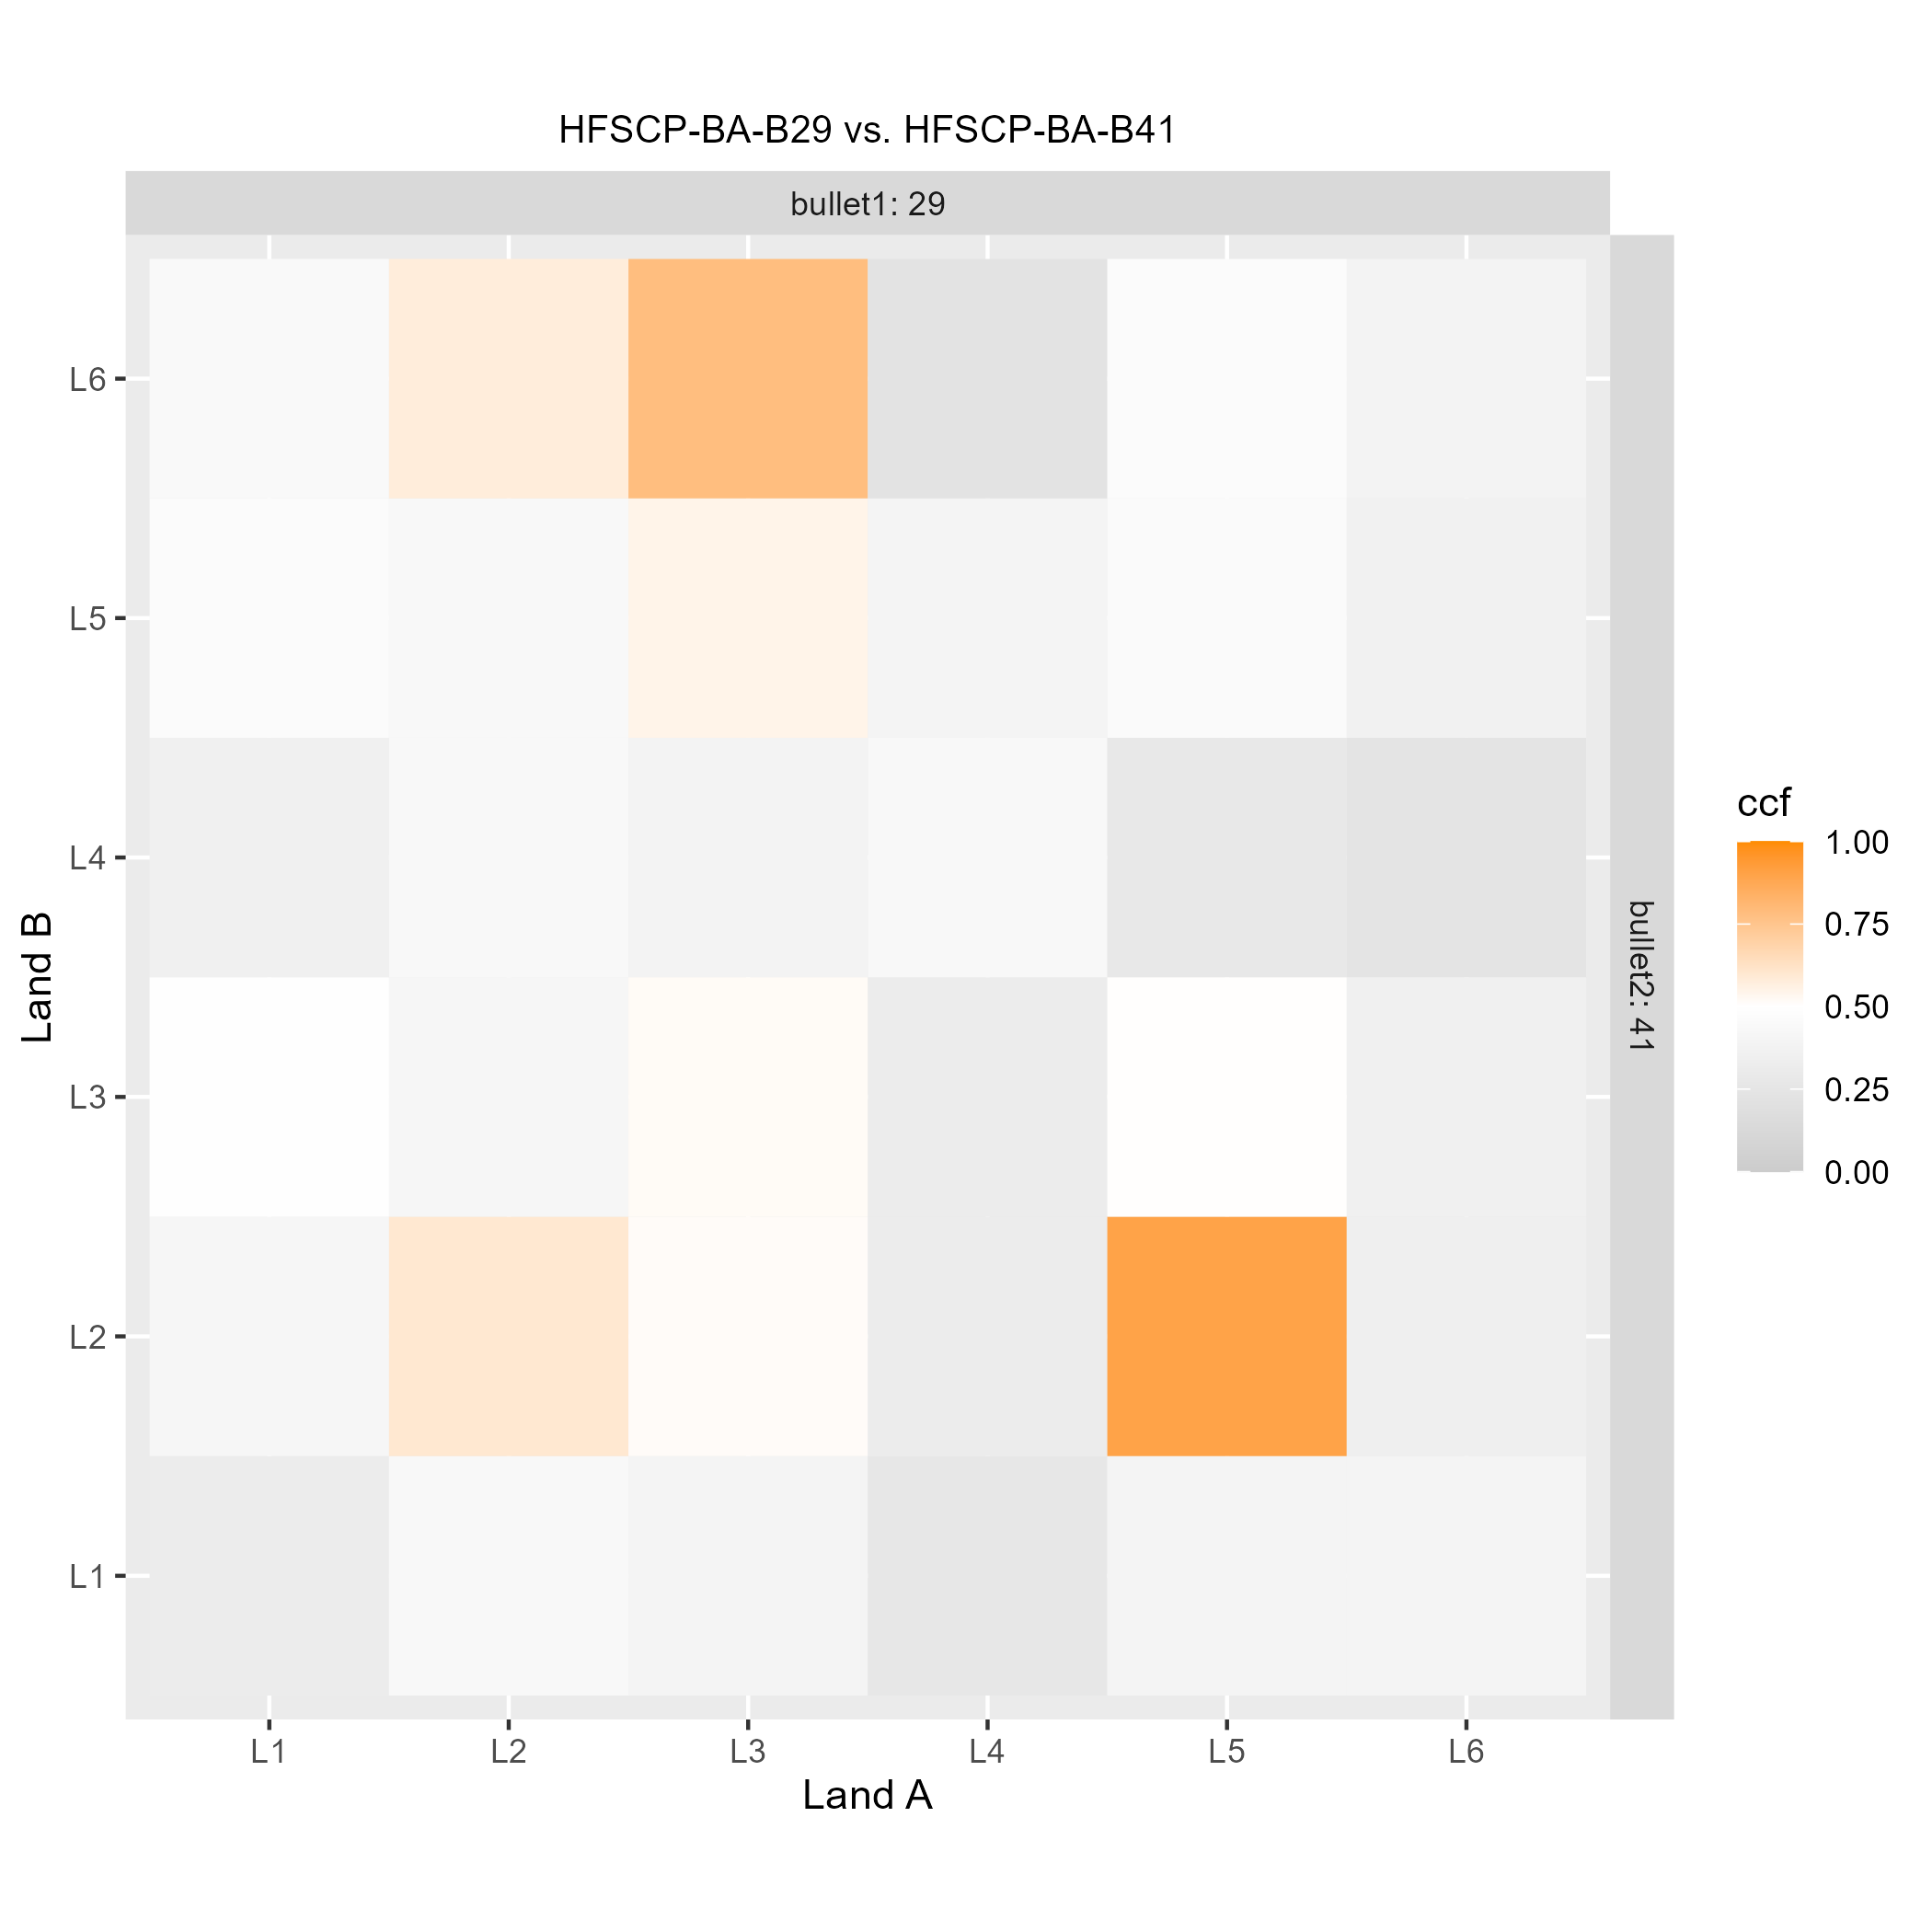 HFSCP-BA-B29 vs. HFSCP-BA-B41
bullet1: 29
L6
L5
L4
L3
L2
L1
Land B
bullet2: 41
ccf
1.00
0.75
0.50
0.25
0.00
L1 L2 L3 L4 L5 L6
Land A